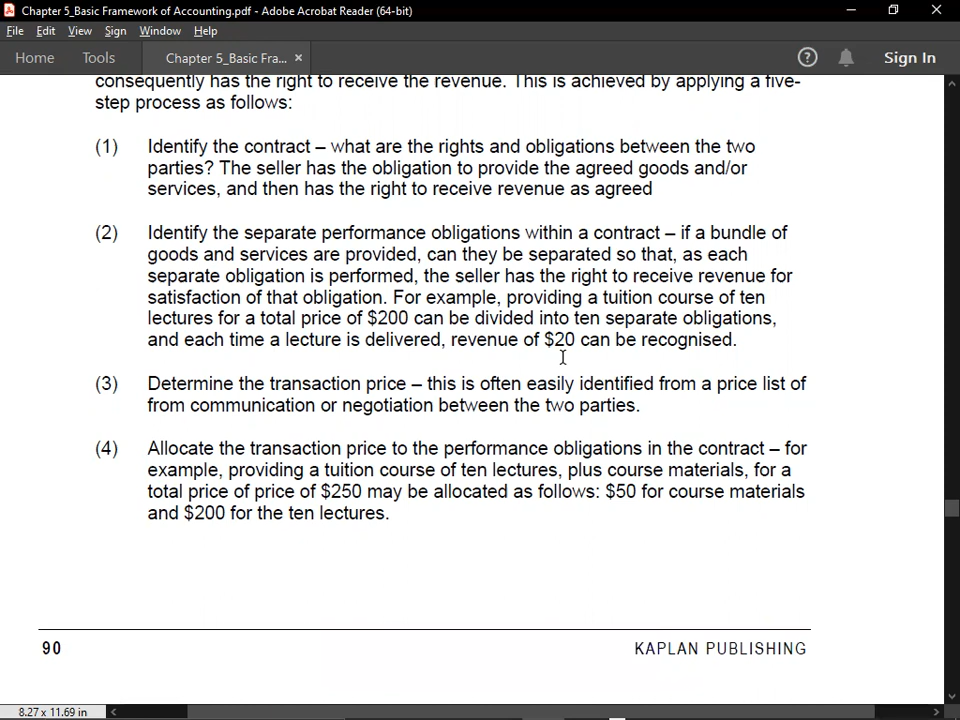 Chapter 5_Basic Framework of Accounting.pdf - Adobe Acrobat Reader (64-bit)
File Edit View Sign Window Help
Home Tools Chapter 5_Basic Fra... × ? Sign In
consequently has the right to receive the revenue. This is achieved by applying a five-
step process as follows:
(1) Identify the contract – what are the rights and obligations between the two
parties? The seller has the obligation to provide the agreed goods and/or
services, and then has the right to receive revenue as agreed
(2) Identify the separate performance obligations within a contract – if a bundle of
goods and services are provided, can they be separated so that, as each
separate obligation is performed, the seller has the right to receive revenue for
satisfaction of that obligation. For example, providing a tuition course of ten
lectures for a total price of $200 can be divided into ten separate obligations,
and each time a lecture is delivered, revenue of $20 can be recognised.
(3) Determine the transaction price – this is often easily identified from a price list of
from communication or negotiation between the two parties.
(4) Allocate the transaction price to the performance obligations in the contract – for
example, providing a tuition course of ten lectures, plus course materials, for a
total price of price of $250 may be allocated as follows: $50 for course materials
and $200 for the ten lectures.
90 KAPLAN PUBLISHING
8.27 x 11.69 in